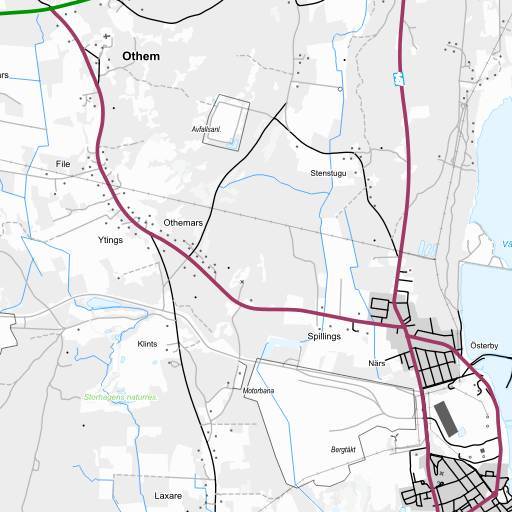 Othem
Avfallsanl.
File
Stenstugu
Othemars
Ytings
Spillings
Österby
Klints
Närs
Motorbana
Storhagens naturres.
Bergtäkt
Laxare